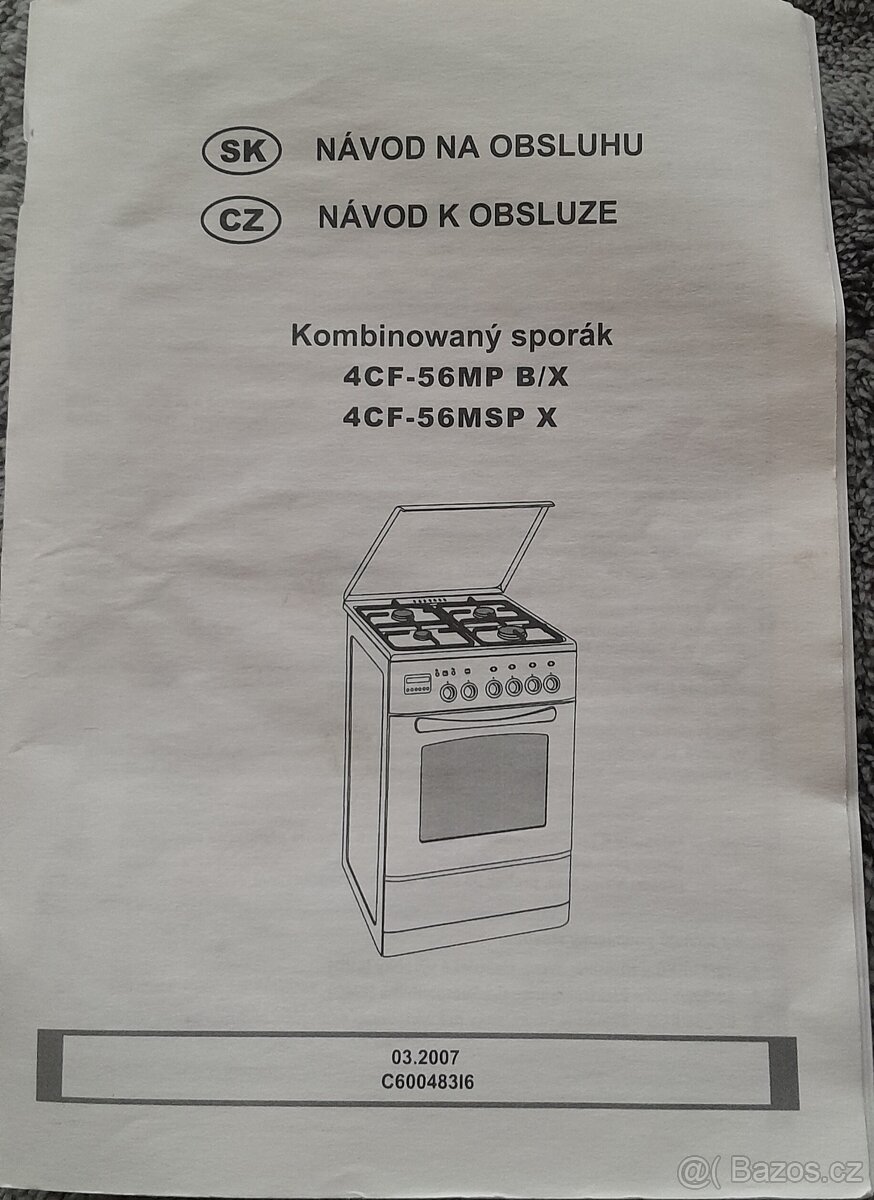 SK NÁVOD NA OBSLUHU
CZ NÁVOD K OBSLUZE
Kombinowaný sporák
4CF-56MP B/X
4CF-56MSP X
03.2007
C600483I6
@( Bazos.cz